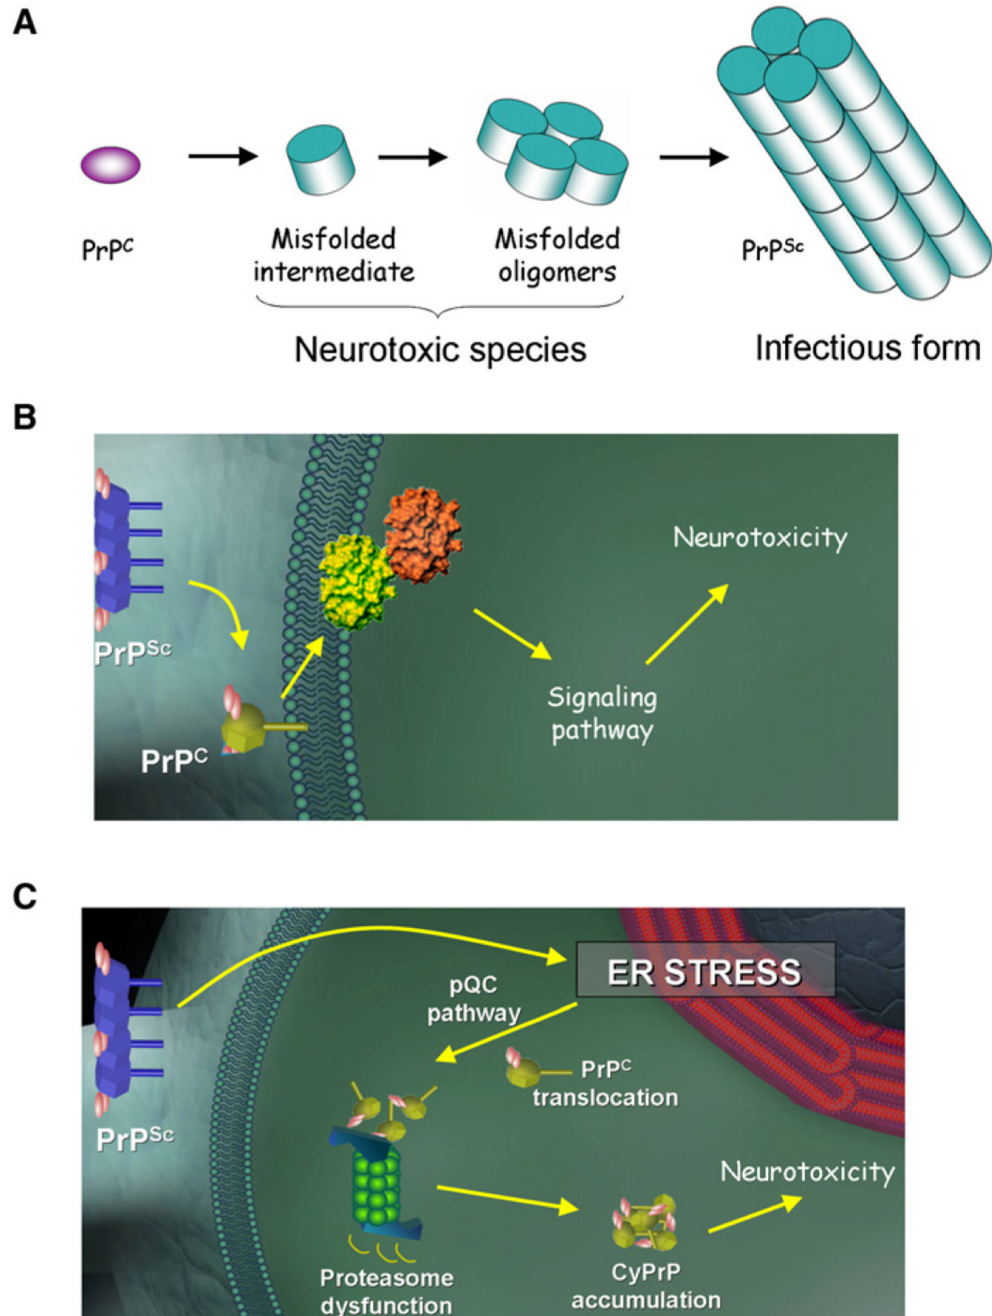 A
PrPC
Misfolded
intermediate
Misfolded
oligomers
PrPSc
Neurotoxic species
Infectious form
B
PrPSc
PrPC
Neurotoxicity
Signaling
pathway
C
PrPSc
ER STRESS
pQC
pathway
PrPC
translocation
Neurotoxicity
Proteasome
dysfunction
CyPrP
accumulation